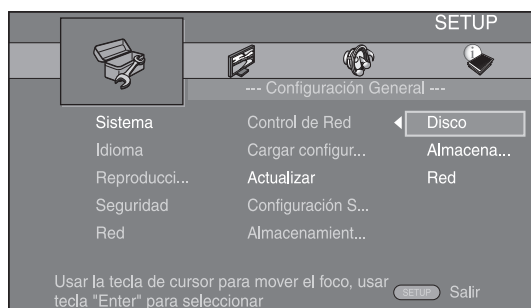 SETUP
--- Configuración General ---
Sistema Control de Red Disco
Idioma Cargar configur... Almacena...
Reproducci... Actualizar Red
Seguridad Configuración S...
Red Almacenamient...
Usar la tecla de cursor para mover el foco, usar
tecla "Enter" para seleccionar
SETUP Salir